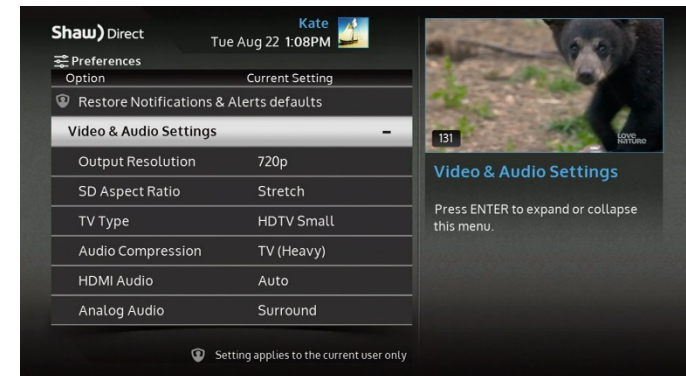 Shaw) Direct
Kate
Tue Aug 22 1:08PM
Preferences
Option Current Setting
Restore Notifications & Alerts defaults
Video & Audio Settings –
Output Resolution 720p
SD Aspect Ratio Stretch
TV Type HDTV Small
Audio Compression TV (Heavy)
HDMI Audio Auto
Analog Audio Surround
Setting applies to the current user only
131
LOVE
NATURE
Video & Audio Settings
Press ENTER to expand or collapse
this menu.